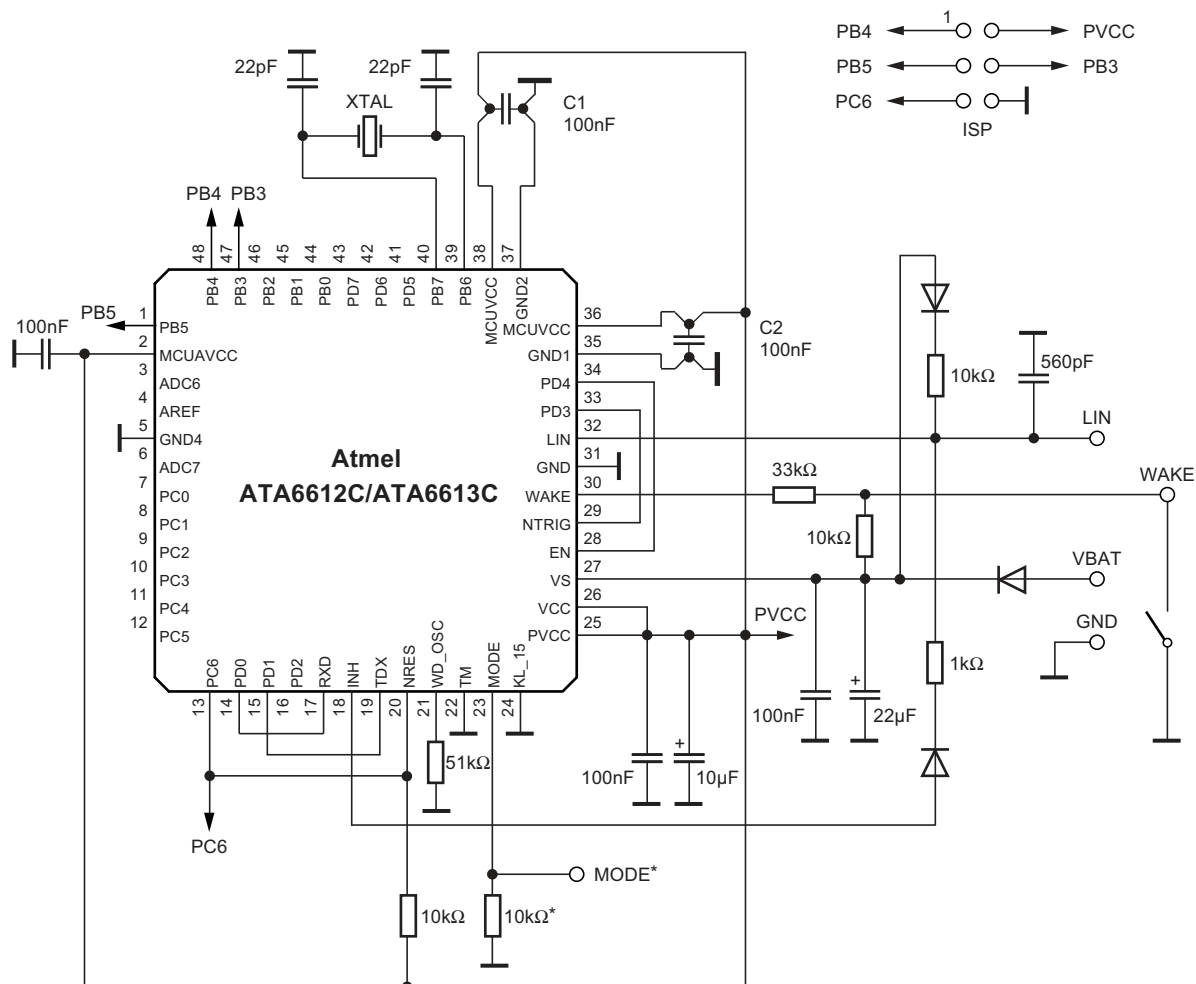 PB4
1
PVCC
PB5
PB3
PC6
ISP
22pF
22pF
XTAL
C1
100nF
PB4 PB3
48
47
46
45
44
43
42
41
40
39
38
37
PB4
PB3
PB2
PB1
PB0
PD7
PD6
PD5
PB7
PB6
MCUVCC
GND2
PB5
100nF
1
PB5
2
MCUAVCC
3
ADC6
4
AREF
5
GND4
6
ADC7
7
PC0
8
PC1
9
PC2
10
PC3
11
PC4
12
PC5
Atmel
ATA6612C/ATA6613C
36
MCUVCC
35
GND1
34
PD4
33
PD3
32
LIN
31
GND
30
WAKE
29
NTRIG
28
EN
27
VS
26
VCC
25
PVCC
C2
100nF
10kΩ
560pF
LIN
33kΩ
WAKE
10kΩ
VBAT
PVCC
GND
1kΩ
100nF
+
22µF
100nF
+
10µF
PC6
PD0
PD1
PD2
RXD
INH
TDX
NRES
WD_OSC
TM
MODE
KL_15
13
14
15
16
17
18
19
20
21
22
23
24
51kΩ
PC6
MODE*
10kΩ
10kΩ*